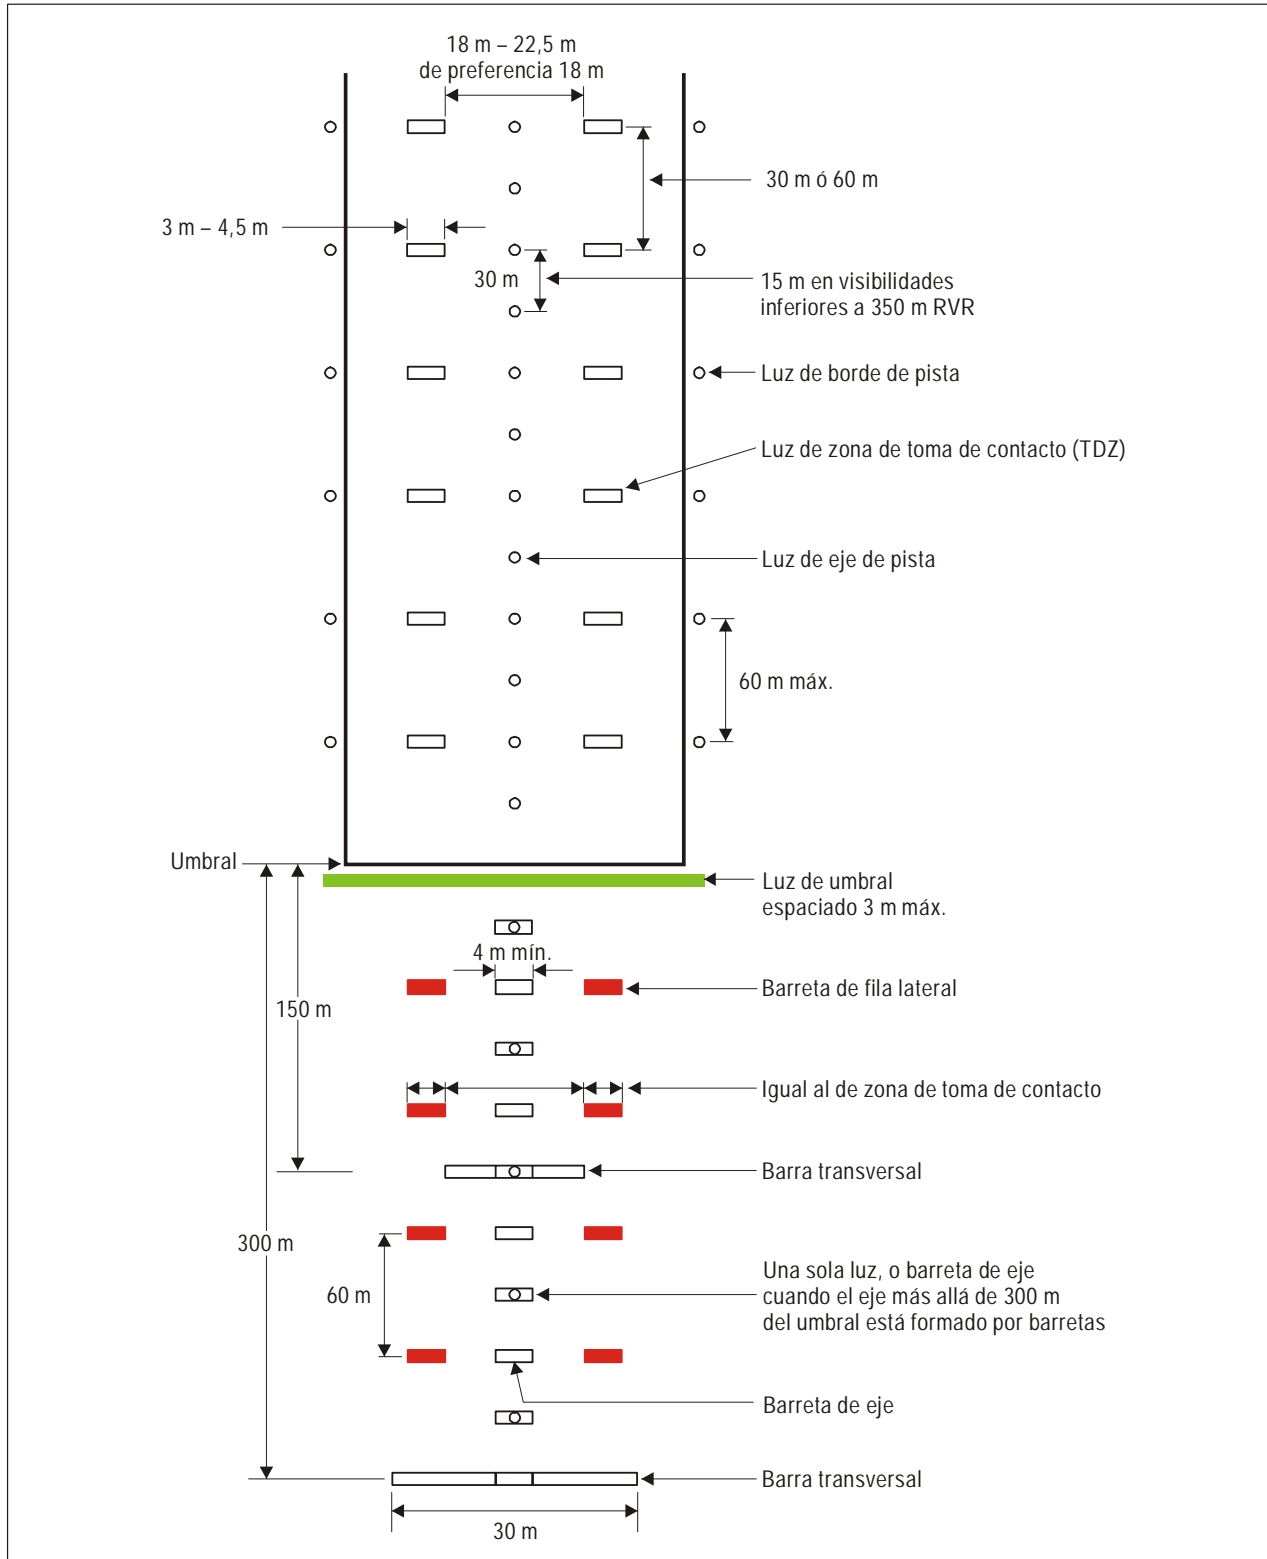 18 m – 22,5 m
de preferencia 18 m
30 m ó 60 m
3 m – 4,5 m
30 m
15 m en visibilidades
inferiores a 350 m RVR
Luz de borde de pista
Luz de zona de toma de contacto (TDZ)
Luz de eje de pista
60 m máx.
Umbral
Luz de umbral
espaciado 3 m máx.
4 m mín.
Barreta de fila lateral
150 m
Igual al de zona de toma de contacto
Barra transversal
300 m
60 m
Una sola luz, o barreta de eje
cuando el eje más allá de 300 m
del umbral está formado por barretas
Barreta de eje
Barra transversal
30 m